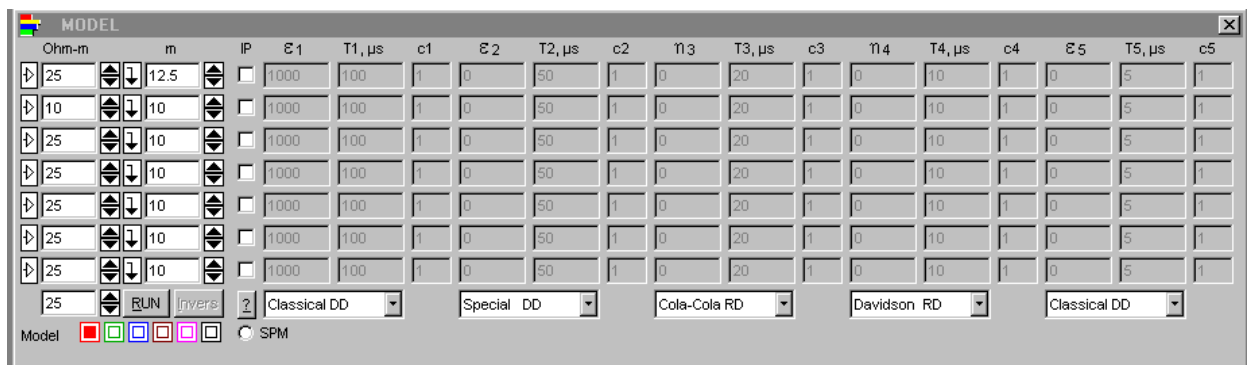 MODEL
Ohm-m m IP ε1 T1, µs c1 ε2 T2, µs c2 η3 T3, µs c3 η4 T4, µs c4 ε5 T5, µs c5
25 12.5 1000 100 1 0 50 1 0 20 1 0 10 1 0 5 1
10 10 1000 100 1 0 50 1 0 20 1 0 10 1 0 5 1
25 10 1000 100 1 0 50 1 0 20 1 0 10 1 0 5 1
25 10 1000 100 1 0 50 1 0 20 1 0 10 1 0 5 1
25 10 1000 100 1 0 50 1 0 20 1 0 10 1 0 5 1
25 10 1000 100 1 0 50 1 0 20 1 0 10 1 0 5 1
25 10 1000 100 1 0 50 1 0 20 1 0 10 1 0 5 1
25 RUN Invers ? Classical DD Special DD Cola-Cola RD Davidson RD Classical DD
Model SPM